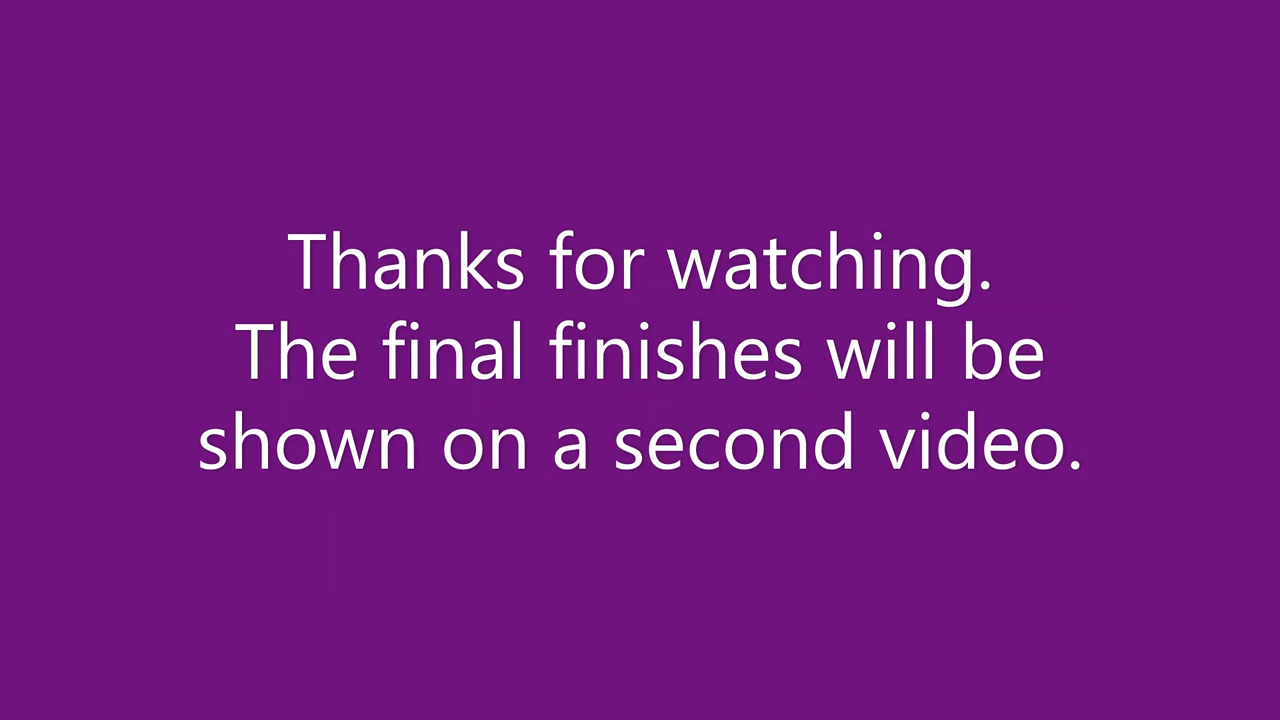 Thanks for watching.
The final finishes will be
shown on a second video.